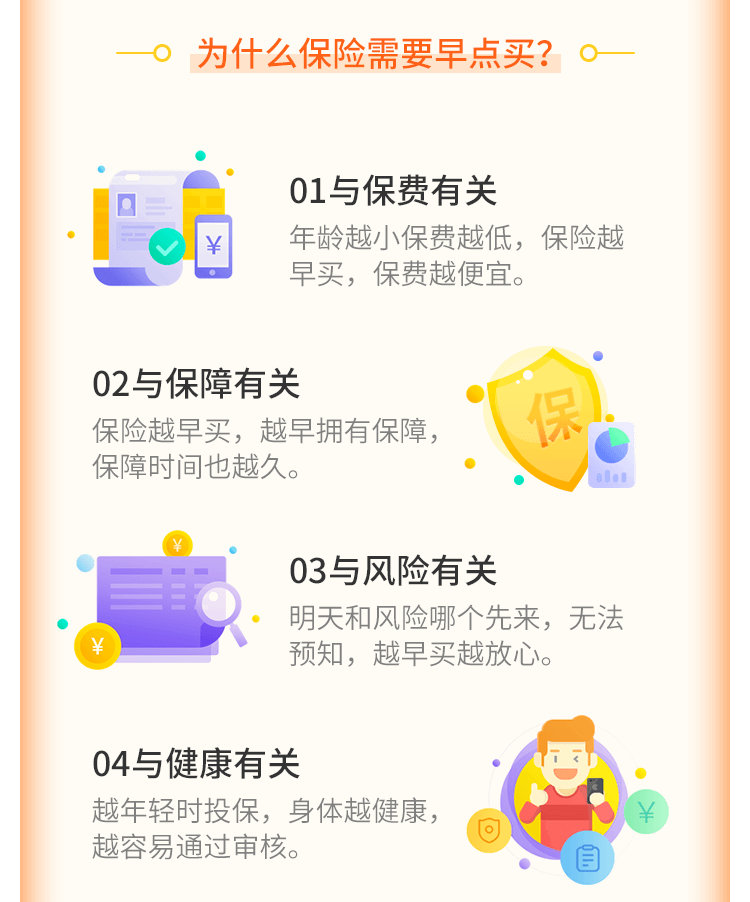 为什么保险需要早点买?
01与保费有关
年龄越小保费越低，保险越
早买，保费越便宜。
¥
02与保障有关
保险越早买，越早拥有保障，
保障时间也越久。
保
¥
03与风险有关
明天和风险哪个先来，无法
预知，越早买越放心。
¥
04与健康有关
越年轻时投保，身体越健康，
越容易通过审核。
¥